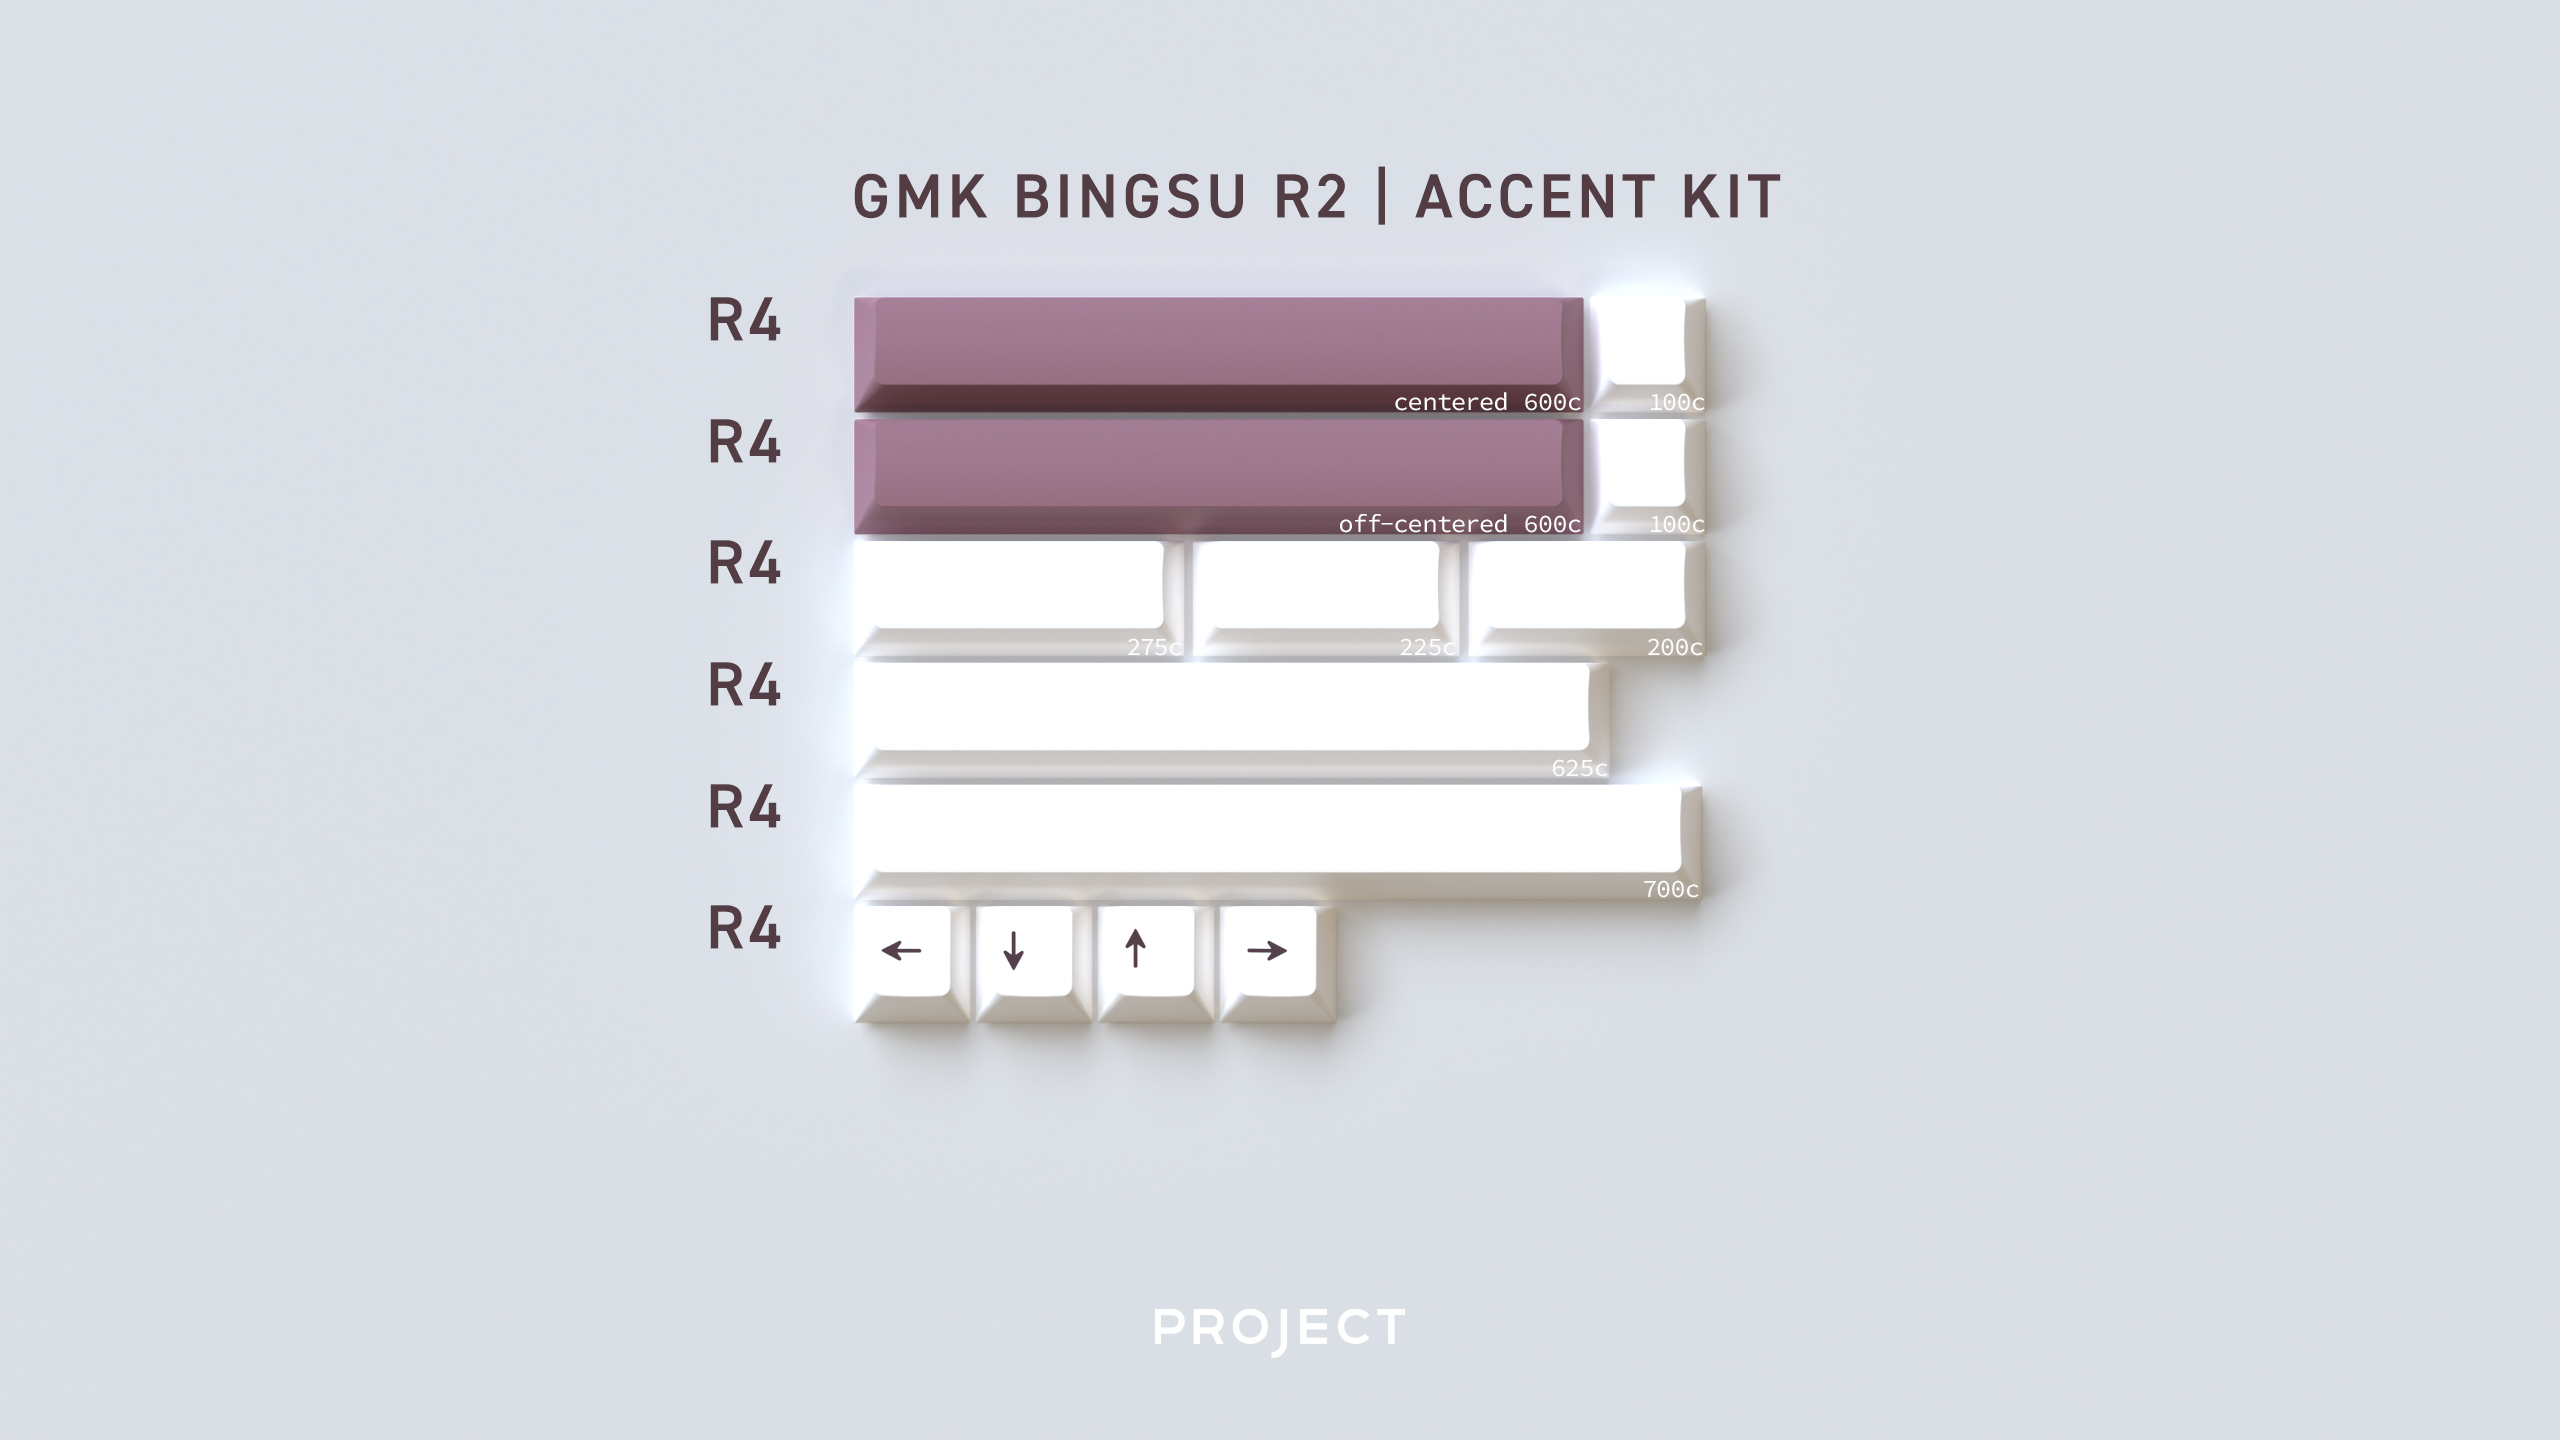 GMK BINGSU R2 | ACCENT KIT
R4 centered 600c 100c
R4 off-centered 600c 100c
R4 275c 225c 200c
R4 625c
R4 700c
R4 ← ↓ ↑ →
PROJECT